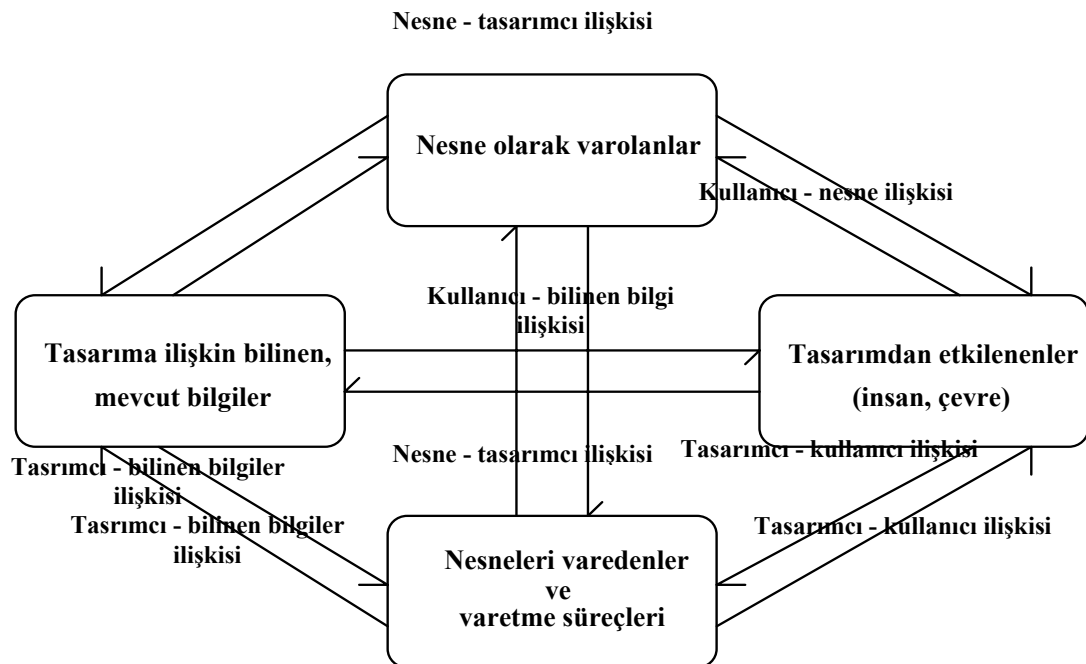 Nesne - tasarımcı ilişkisi
Nesne olarak varolanlar
Kullanıcı - nesne ilişkisi
Kullanıcı - bilinen bilgi
ilişkisi
Tasarıma ilişkin bilinen,
mevcut bilgiler
Tasarımdan etkilenenler
(insan, çevre)
Nesne - tasarımcı ilişkisi
Tasarımcı - kullanıcı ilişkisi
Tasrımcı - bilinen bilgiler
ilişkisi
Tasrımcı - bilinen bilgiler
ilişkisi
Tasarımcı - kullanıcı ilişkisi
Nesneleri varedenler
ve
varetme süreçleri